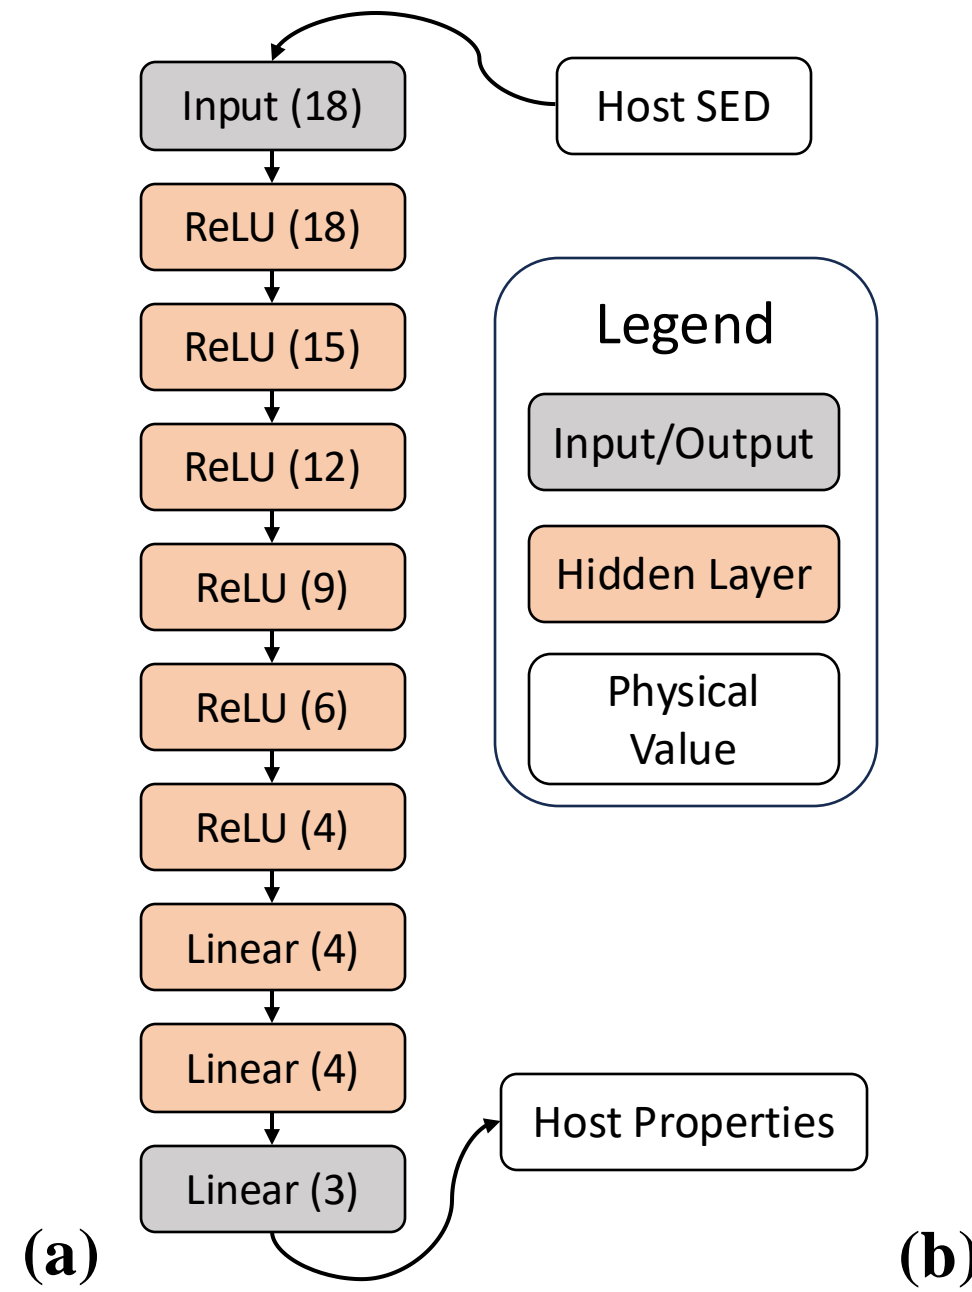 Input (18)
Host SED
ReLU (18)
ReLU (15)
ReLU (12)
ReLU (9)
ReLU (6)
ReLU (4)
Linear (4)
Linear (4)
Linear (3)
Legend
Input/Output
Hidden Layer
Physical
Value
Host Properties
(a)
(b)